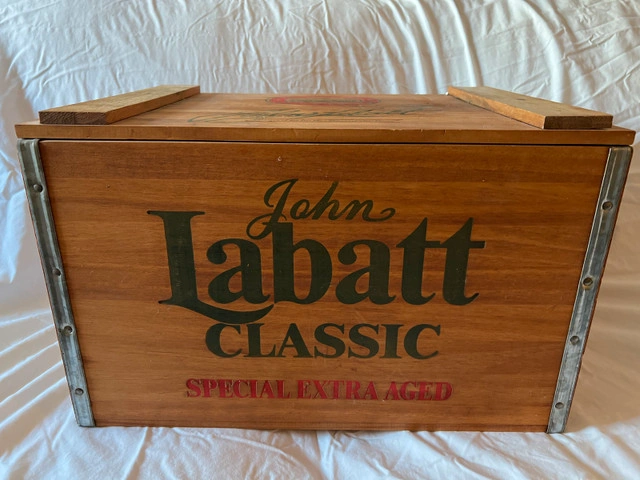 John
Labatt
CLASSIC
SPECIAL EXTRA AGED